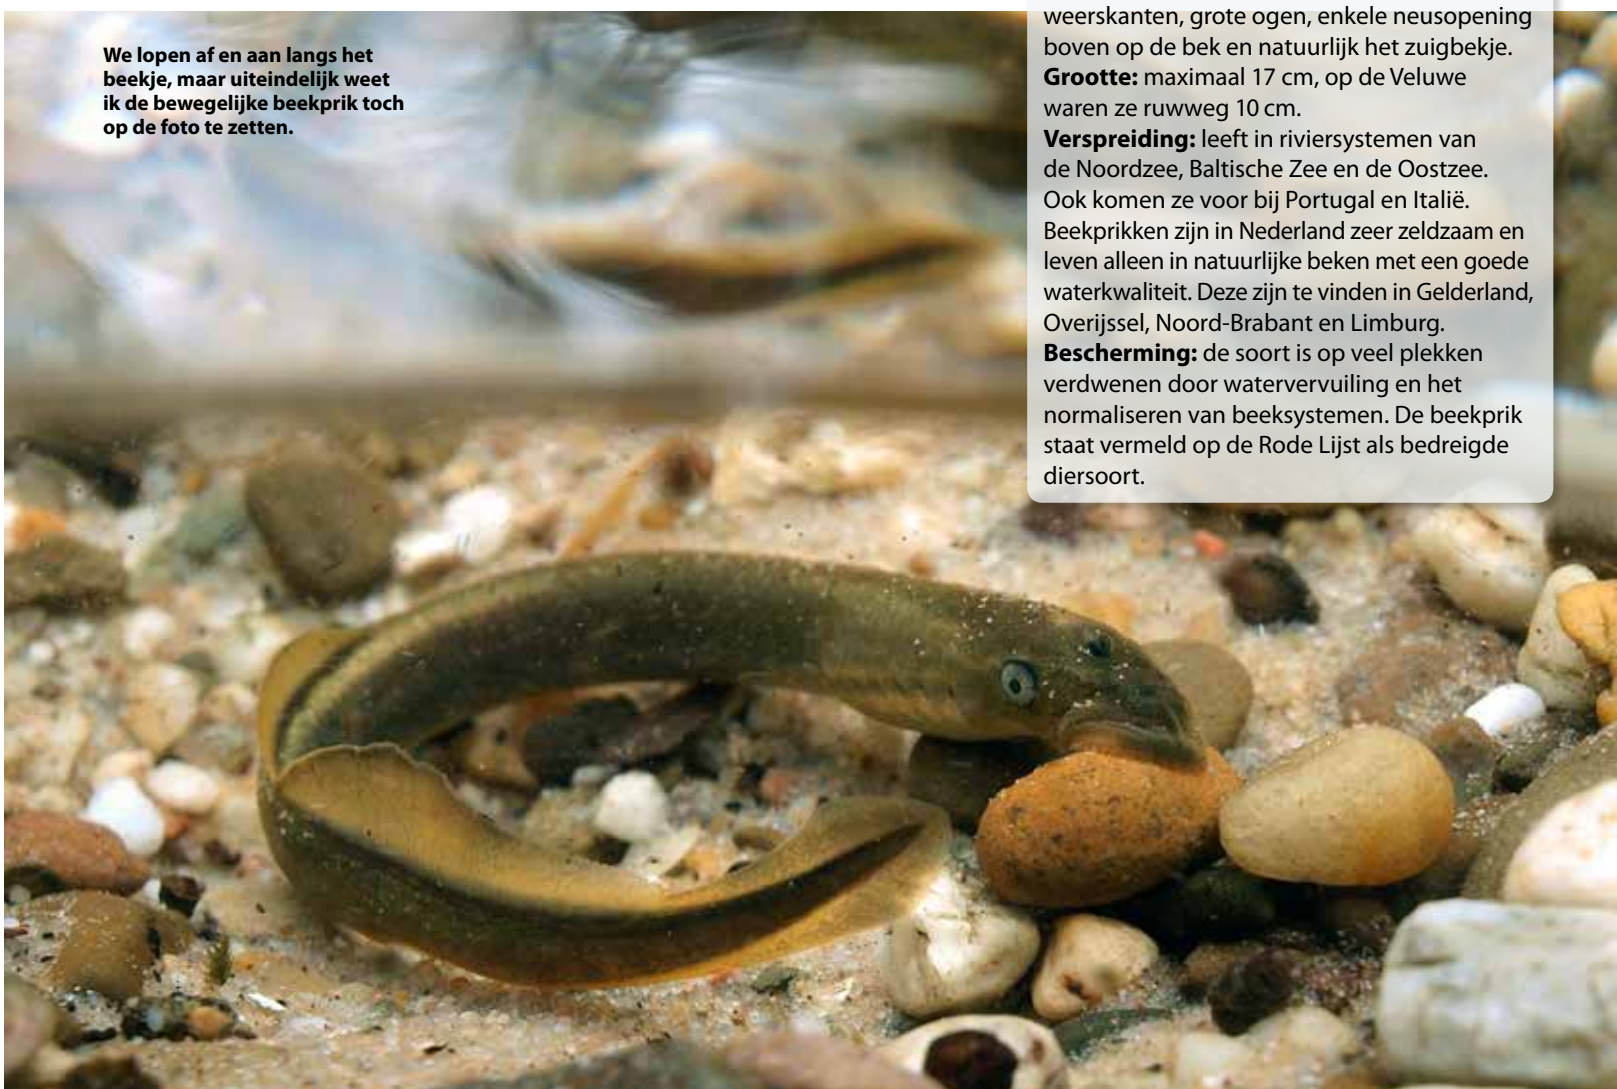 We lopen af en aan langs het
beekje, maar uiteindelijk weet
ik de bewegelijke beekprik toch
op de foto te zetten.
weerskanten, grote ogen, enkele neusopening
boven op de bek en natuurlijk het zuigbekje.
Grootte: maximaal 17 cm, op de Veluwe
waren ze ruwweg 10 cm.
Verspreiding: leeft in riviersystemen van
de Noordzee, Baltische Zee en de Oostzee.
Ook komen ze voor bij Portugal en Italië.
Beekprikken zijn in Nederland zeer zeldzaam en
leven alleen in natuurlijke beken met een goede
waterkwaliteit. Deze zijn te vinden in Gelderland,
Overijssel, Noord-Brabant en Limburg.
Bescherming: de soort is op veel plekken
verdwenen door watervervuiling en het
normaliseren van beeksystemen. De beekprik
staat vermeld op de Rode Lijst als bedreigde
diersoort.